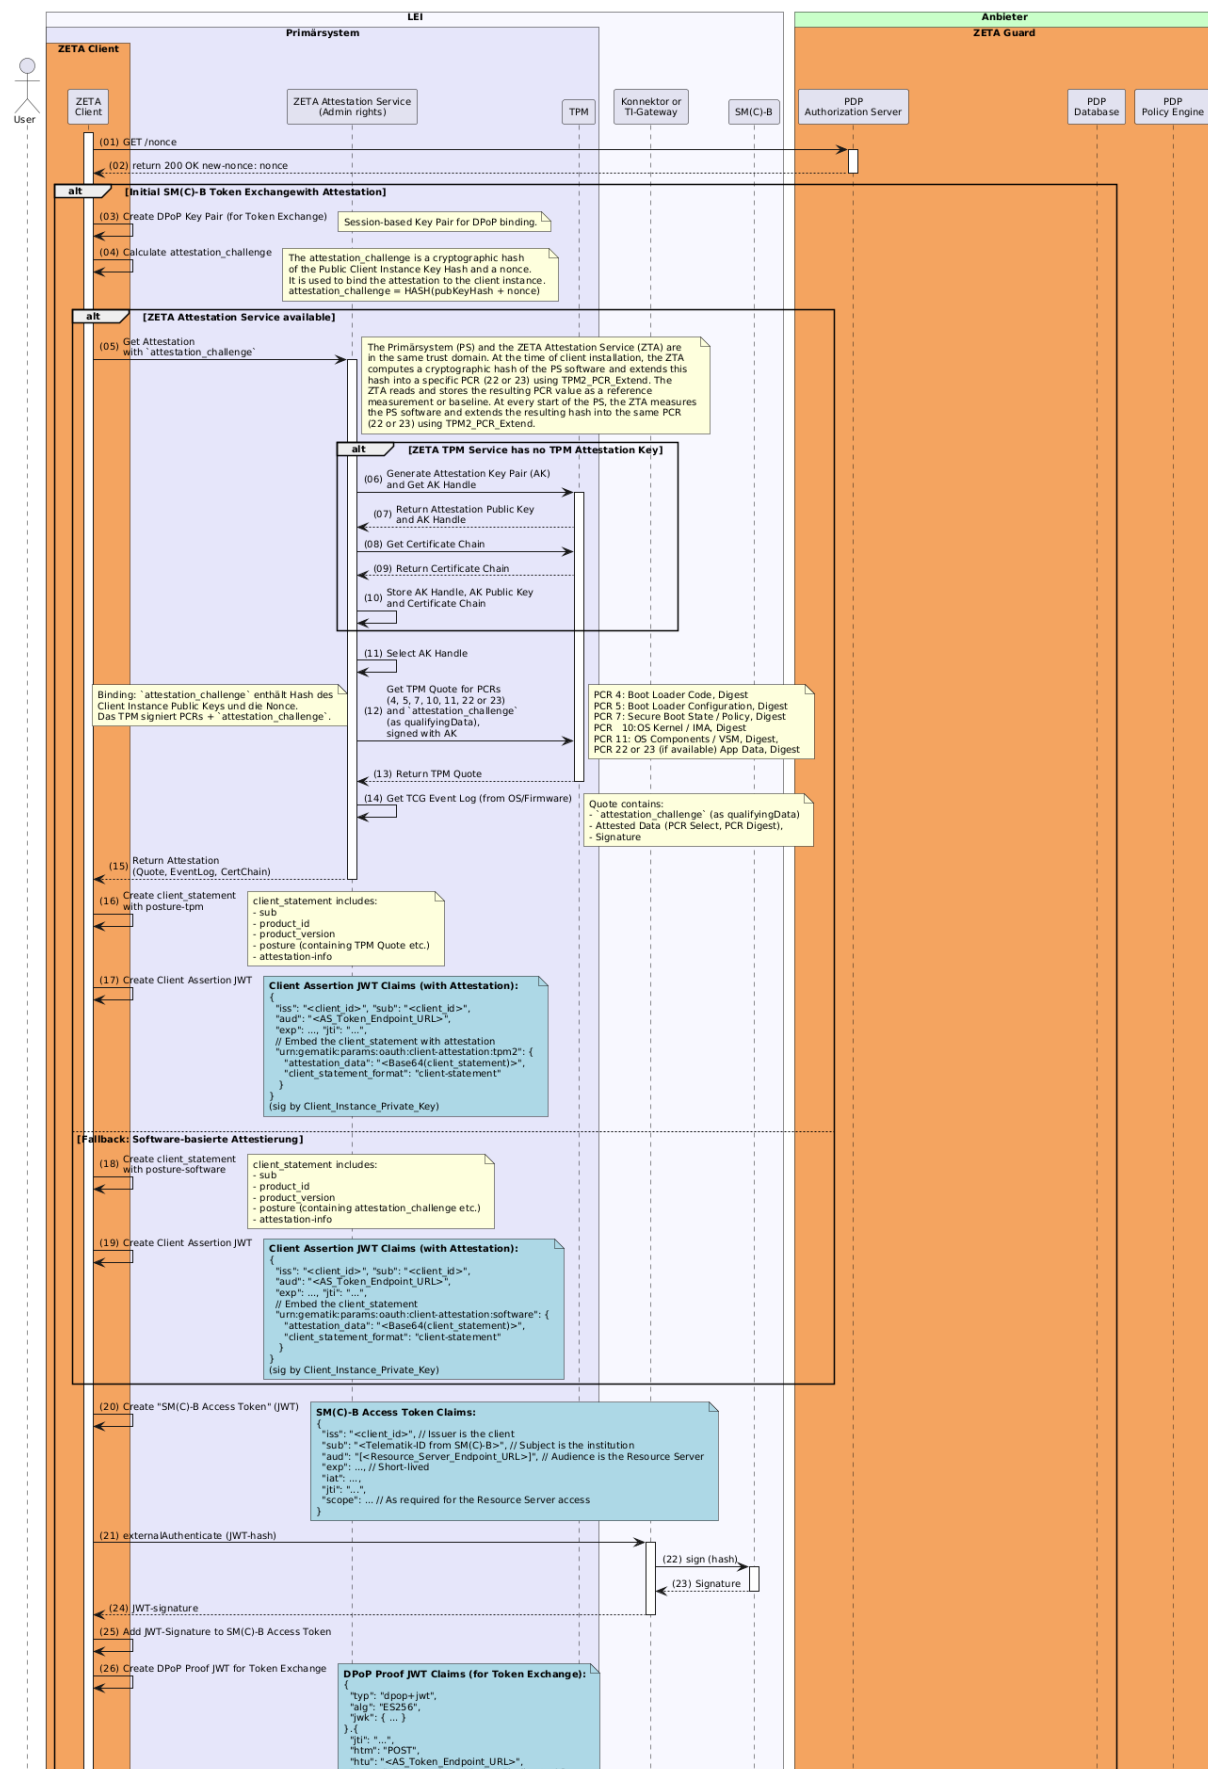 LEI
Anbieter
Primärsystem
ZETA Guard
ZETA Client
User
ZETA
Client
ZETA Attestation Service
(Admin rights)
TPM
Konnektor or
TI-Gateway
SM(C)-B
PDP
Authorization Server
PDP
Database
PDP
Policy Engine
(01) GET /nonce
(02) return 200 OK new-nonce: nonce
alt [Initial SM(C)-B Token Exchangewith Attestation]
(03) Create DPoP Key Pair (for Token Exchange)
Session-based Key Pair for DPoP binding.
(04) Calculate attestation_challenge
The attestation_challenge is a cryptographic hash
of the Public Client Instance Key Hash and a nonce.
It is used to bind the attestation to the client instance.
attestation_challenge = HASH(pubKeyHash + nonce)
alt [ZETA Attestation Service available]
(05) Get Attestation
with `attestation_challenge`
The Primärsystem (PS) and the ZETA Attestation Service (ZTA) are
in the same trust domain. At the time of client installation, the ZTA
computes a cryptographic hash of the PS software and extends this
hash into a specific PCR (22 or 23) using TPM2_PCR_Extend. The
ZTA reads and stores the resulting PCR value as a reference
measurement or baseline. At every start of the PS, the ZTA measures
the PS software and extends the resulting hash into the same PCR
(22 or 23) using TPM2_PCR_Extend.
alt [ZETA TPM Service has no TPM Attestation Key]
(06) Generate Attestation Key Pair (AK)
and Get AK Handle
(07) Return Attestation Public Key
and AK Handle
(08) Get Certificate Chain
(09) Return Certificate Chain
(10) Store AK Handle, AK Public Key
and Certificate Chain
(11) Select AK Handle
Binding: `attestation_challenge` enthält Hash des
Client Instance Public Keys und die Nonce.
Das TPM signiert PCRs + `attestation_challenge`.
Get TPM Quote for PCRs
(4, 5, 7, 10, 11, 22 or 23)
(12) and `attestation_challenge`
(as qualifyingData),
signed with AK
PCR 4: Boot Loader Code, Digest
PCR 5: Boot Loader Configuration, Digest
PCR 7: Secure Boot State / Policy, Digest
PCR   10:OS Kernel / IMA, Digest
PCR 11: OS Components / VSM, Digest,
PCR 22 or 23 (if available) App Data, Digest
(13) Return TPM Quote
(14) Get TCG Event Log (from OS/Firmware)
Quote contains:
- `attestation_challenge` (as qualifyingData)
- Attested Data (PCR Select, PCR Digest),
- Signature
(15) Return Attestation
(Quote, EventLog, CertChain)
(16) Create client_statement
with posture-tpm
client_statement includes:
- sub
- product_id
- product_version
- posture (containing TPM Quote etc.)
- attestation-info
(17) Create Client Assertion JWT
Client Assertion JWT Claims (with Attestation):
{
"iss": "<client_id>", "sub": "<client_id>",
"aud": "<AS_Token_Endpoint_URL>",
"exp": ..., "jti": "...",
// Embed the client_statement with attestation
"urn:gematik:params:oauth:client-attestation:tpm2": {
"attestation_data": "<Base64(client_statement)>",
"client_statement_format": "client-statement"
}
}
(sig by Client_Instance_Private_Key)
[Fallback: Software-basierte Attestierung]
(18) Create client_statement
with posture-software
client_statement includes:
- sub
- product_id
- product_version
- posture (containing attestation_challenge etc.)
- attestation-info
(19) Create Client Assertion JWT
Client Assertion JWT Claims (with Attestation):
{
"iss": "<client_id>", "sub": "<client_id>",
"aud": "<AS_Token_Endpoint_URL>",
"exp": ..., "jti": "...",
// Embed the client_statement
"urn:gematik:params:oauth:client-attestation:software": {
"attestation_data": "<Base64(client_statement)>",
"client_statement_format": "client-statement"
}
}
(sig by Client_Instance_Private_Key)
(20) Create "SM(C)-B Access Token" (JWT)
SM(C)-B Access Token Claims:
{
"iss": "<client_id>", // Issuer is the client
"sub": "<Telematik-ID from SM(C)-B>", // Subject is the institution
"aud": "[<Resource_Server_Endpoint_URL>]", // Audience is the Resource Server
"exp": ..., // Short-lived
"iat": ...,
"jti": "...",
"scope": ... // As required for the Resource Server access
}
(21) externalAuthenticate (JWT-hash)
(22) sign (hash)
(23) Signature
(24) JWT-signature
(25) Add JWT-Signature to SM(C)-B Access Token
(26) Create DPoP Proof JWT for Token Exchange
DPoP Proof JWT Claims (for Token Exchange):
{
"typ": "dpop+jwt",
"alg": "ES256",
"jwk": { ... }
}.{
"jti": "...",
"htm": "POST",
"htu": "<AS_Token_Endpoint_URL>",